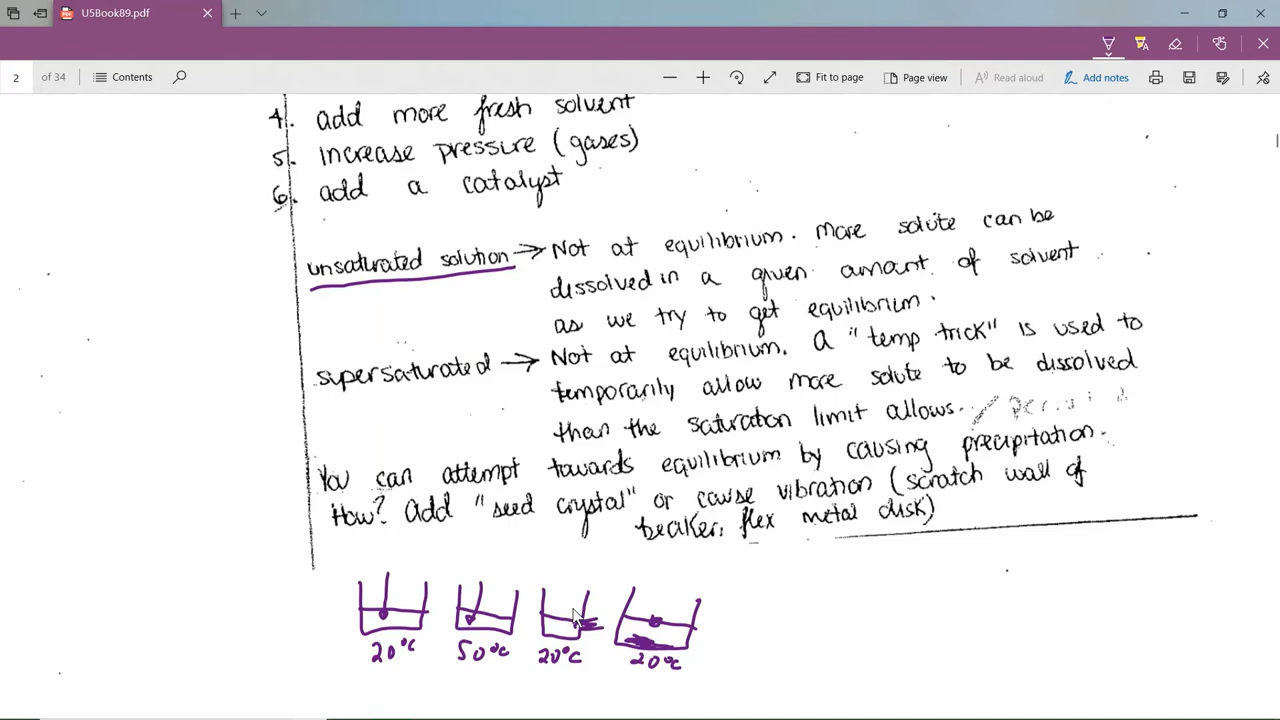 U5Book89.pdf
2 of 34 Contents Fit to page Page view Read aloud Add notes
4. add more fresh solvent
5. increase pressure (gases)
6. add a catalyst
unsaturated solution → Not at equilibrium. More solute can be
dissolved in a given amount of solvent
as we try to get equilibrium.
supersaturated → Not at equilibrium. A "temp trick" is used to
temporarily allow more solute to be dissolved
than the saturation limit allows.
You can attempt towards equilibrium by causing precipitation.
How? Add "seed crystal" or cause vibration (scratch wall of
beaker, flex metal disk)
20°C 50°C 20°C 20°C